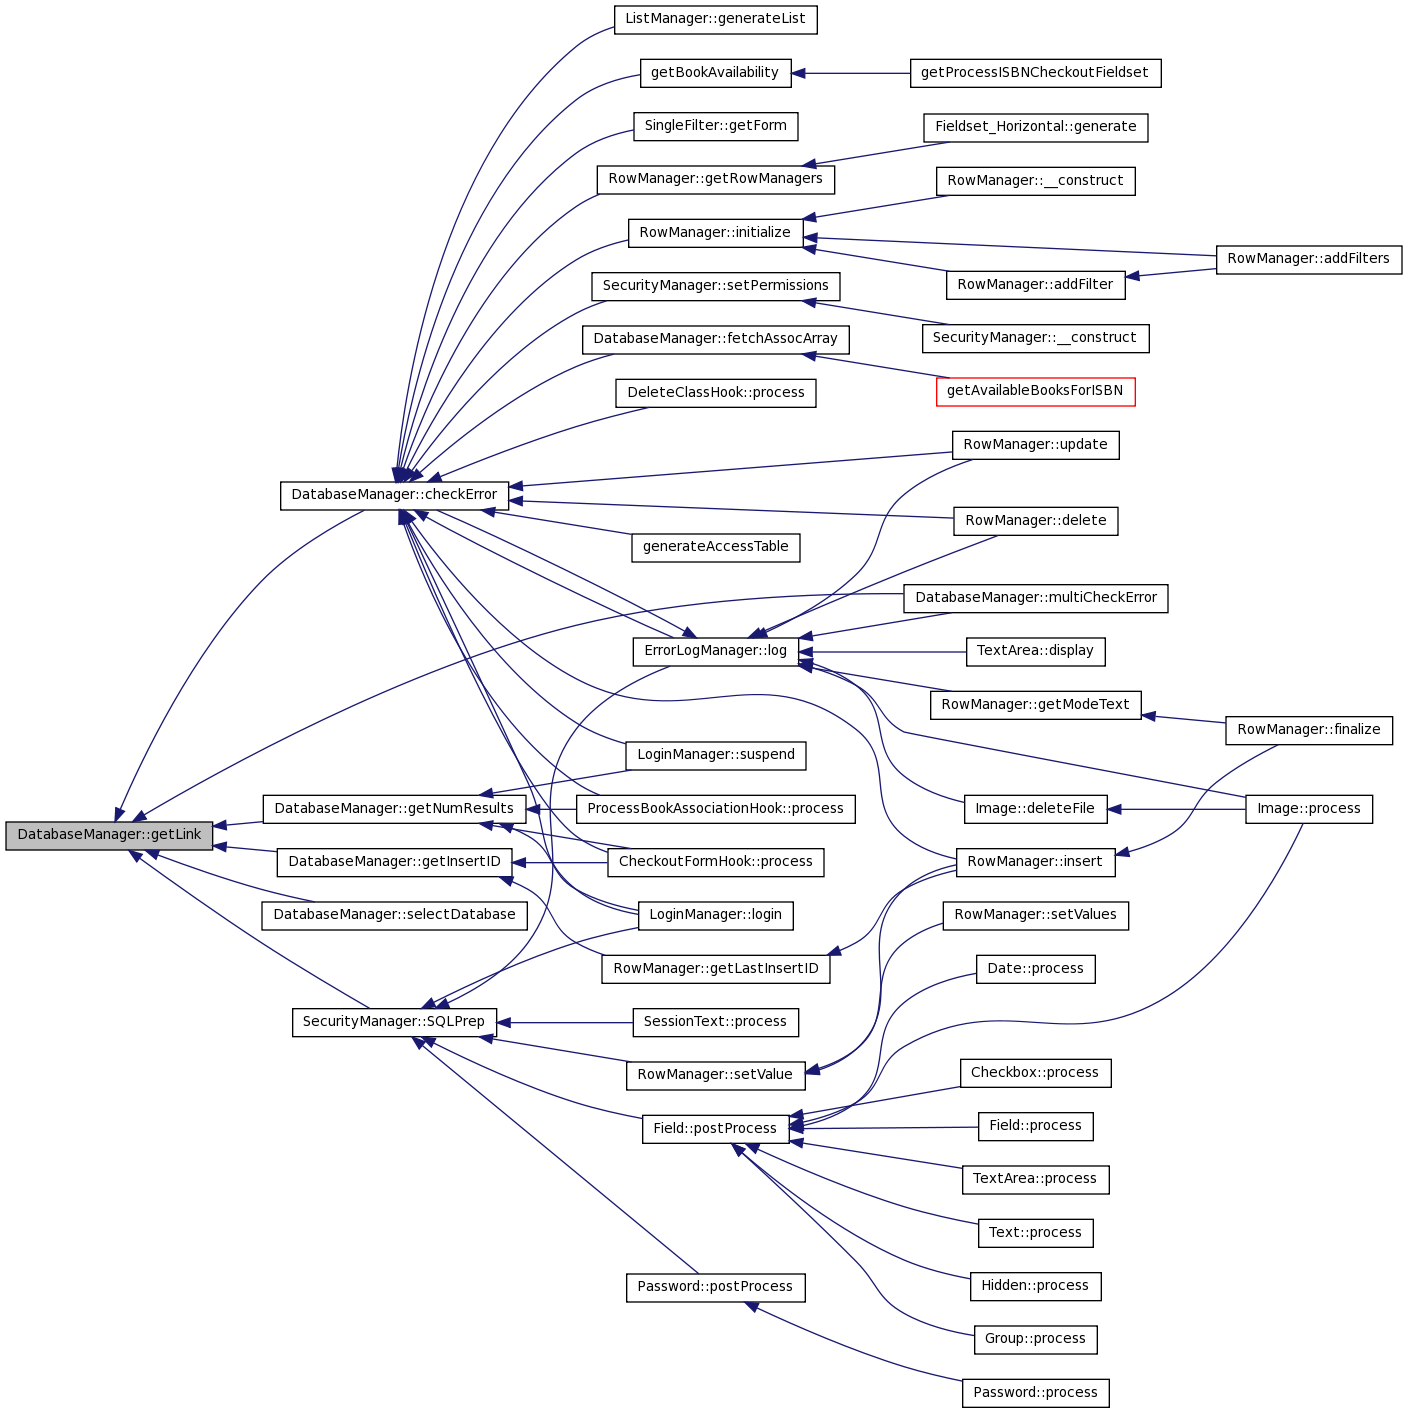 ListManager::generateList
getBookAvailability
getProcessISBNCheckoutFieldset
SingleFilter::getForm
Fieldset_Horizontal::generate
RowManager::getRowManagers
RowManager::__construct
RowManager::initialize
RowManager::addFilters
RowManager::addFilter
SecurityManager::setPermissions
SecurityManager::__construct
DatabaseManager::fetchAssocArray
getAvailableBooksForISBN
DeleteClassHook::process
RowManager::update
DatabaseManager::checkError
RowManager::delete
generateAccessTable
DatabaseManager::multiCheckError
ErrorLogManager::log
TextArea::display
RowManager::getModeText
RowManager::finalize
LoginManager::suspend
DatabaseManager::getNumResults
ProcessBookAssociationHook::process
Image::deleteFile
Image::process
DatabaseManager::getLink
DatabaseManager::getInsertID
CheckoutFormHook::process
RowManager::insert
DatabaseManager::selectDatabase
LoginManager::login
RowManager::setValues
RowManager::getLastInsertID
Date::process
SecurityManager::SQLPrep
SessionText::process
RowManager::setValue
Checkbox::process
Field::postProcess
Field::process
TextArea::process
Text::process
Password::postProcess
Hidden::process
Group::process
Password::process